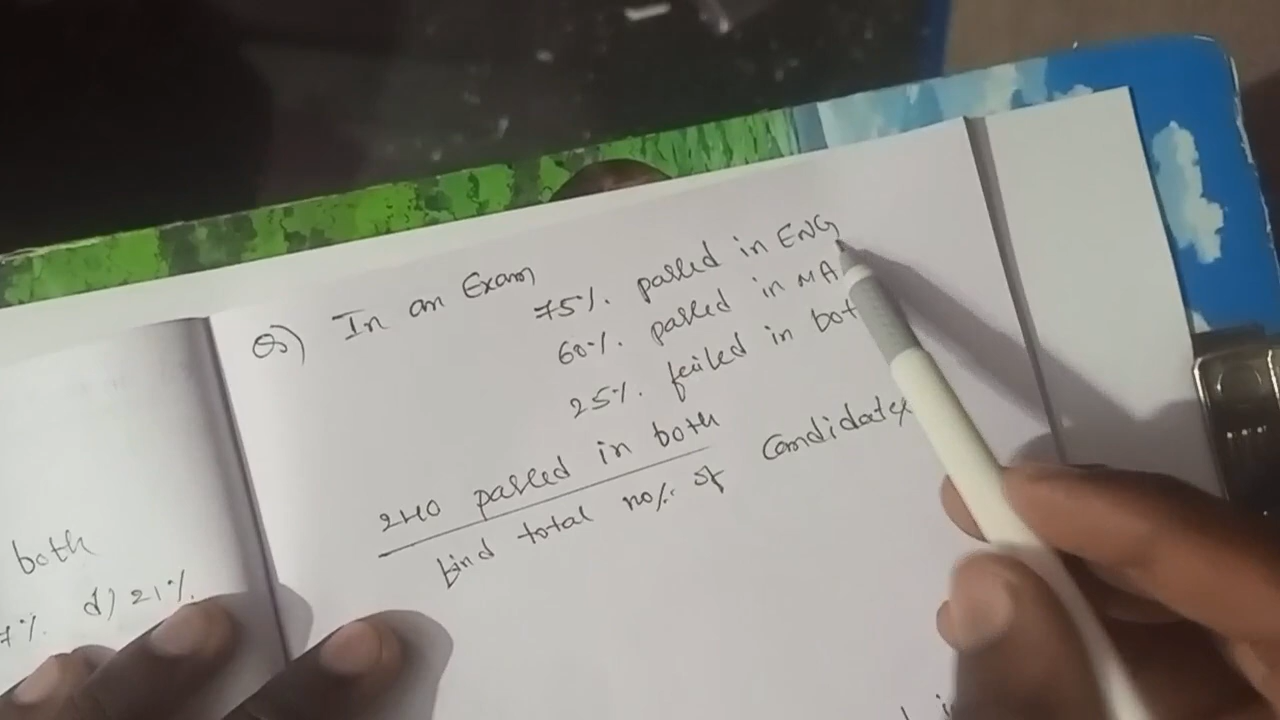 Q) In an Exam
75%. passed in ENG
60%. passed in MA
25%. failed in bot
240 passed in both
find total no/. of Candidates
both
7%. d) 21%.